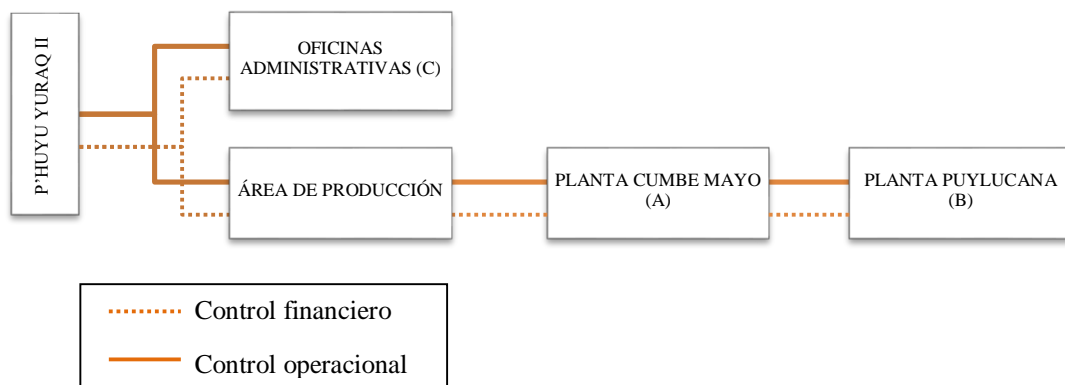 P'HUYU YURAQ II
OFICINAS
ADMINISTRATIVAS (C)
ÁREA DE PRODUCCIÓN
PLANTA CUMBE MAYO
(A)
PLANTA PUYLUCANA
(B)
Control financiero
Control operacional